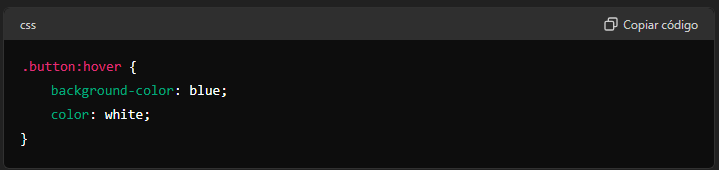 css
Copiar código
.button:hover {
    background-color: blue;
    color: white;
}